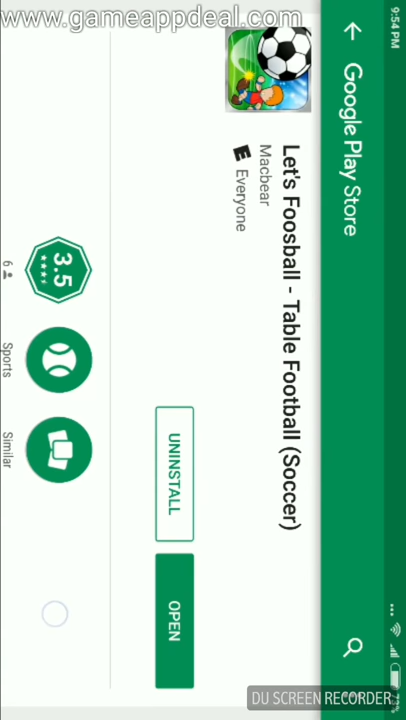 www.gameappdeal.com
9:54 PM
Google Play Store
Let's Foosball - Table Football (Soccer)
Macbear
E Everyone
UNINSTALL
OPEN
3.5
6
Sports
Similar
DU SCREEN RECORDER